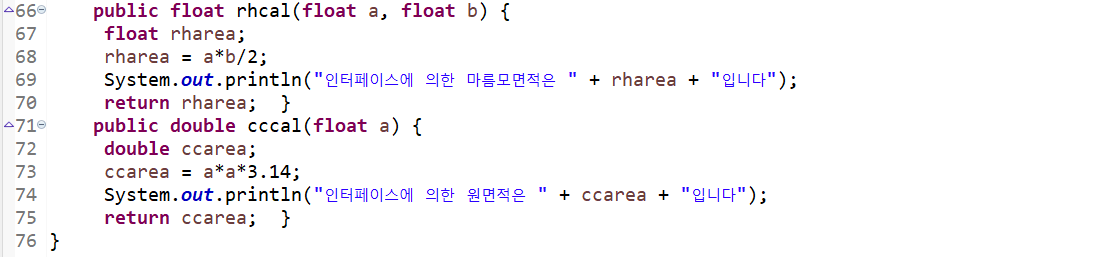 66 public float rhcal(float a, float b) {
67 float rharea;
68 rharea = a*b/2;
69 System.out.println("인터페이스에 의한 마름모면적은 " + rharea + "입니다");
70 return rharea;  }
71 public double cccal(float a) {
72 double ccarea;
73 ccarea = a*a*3.14;
74 System.out.println("인터페이스에 의한 원면적은 " + ccarea + "입니다");
75 return ccarea;  }
76 }